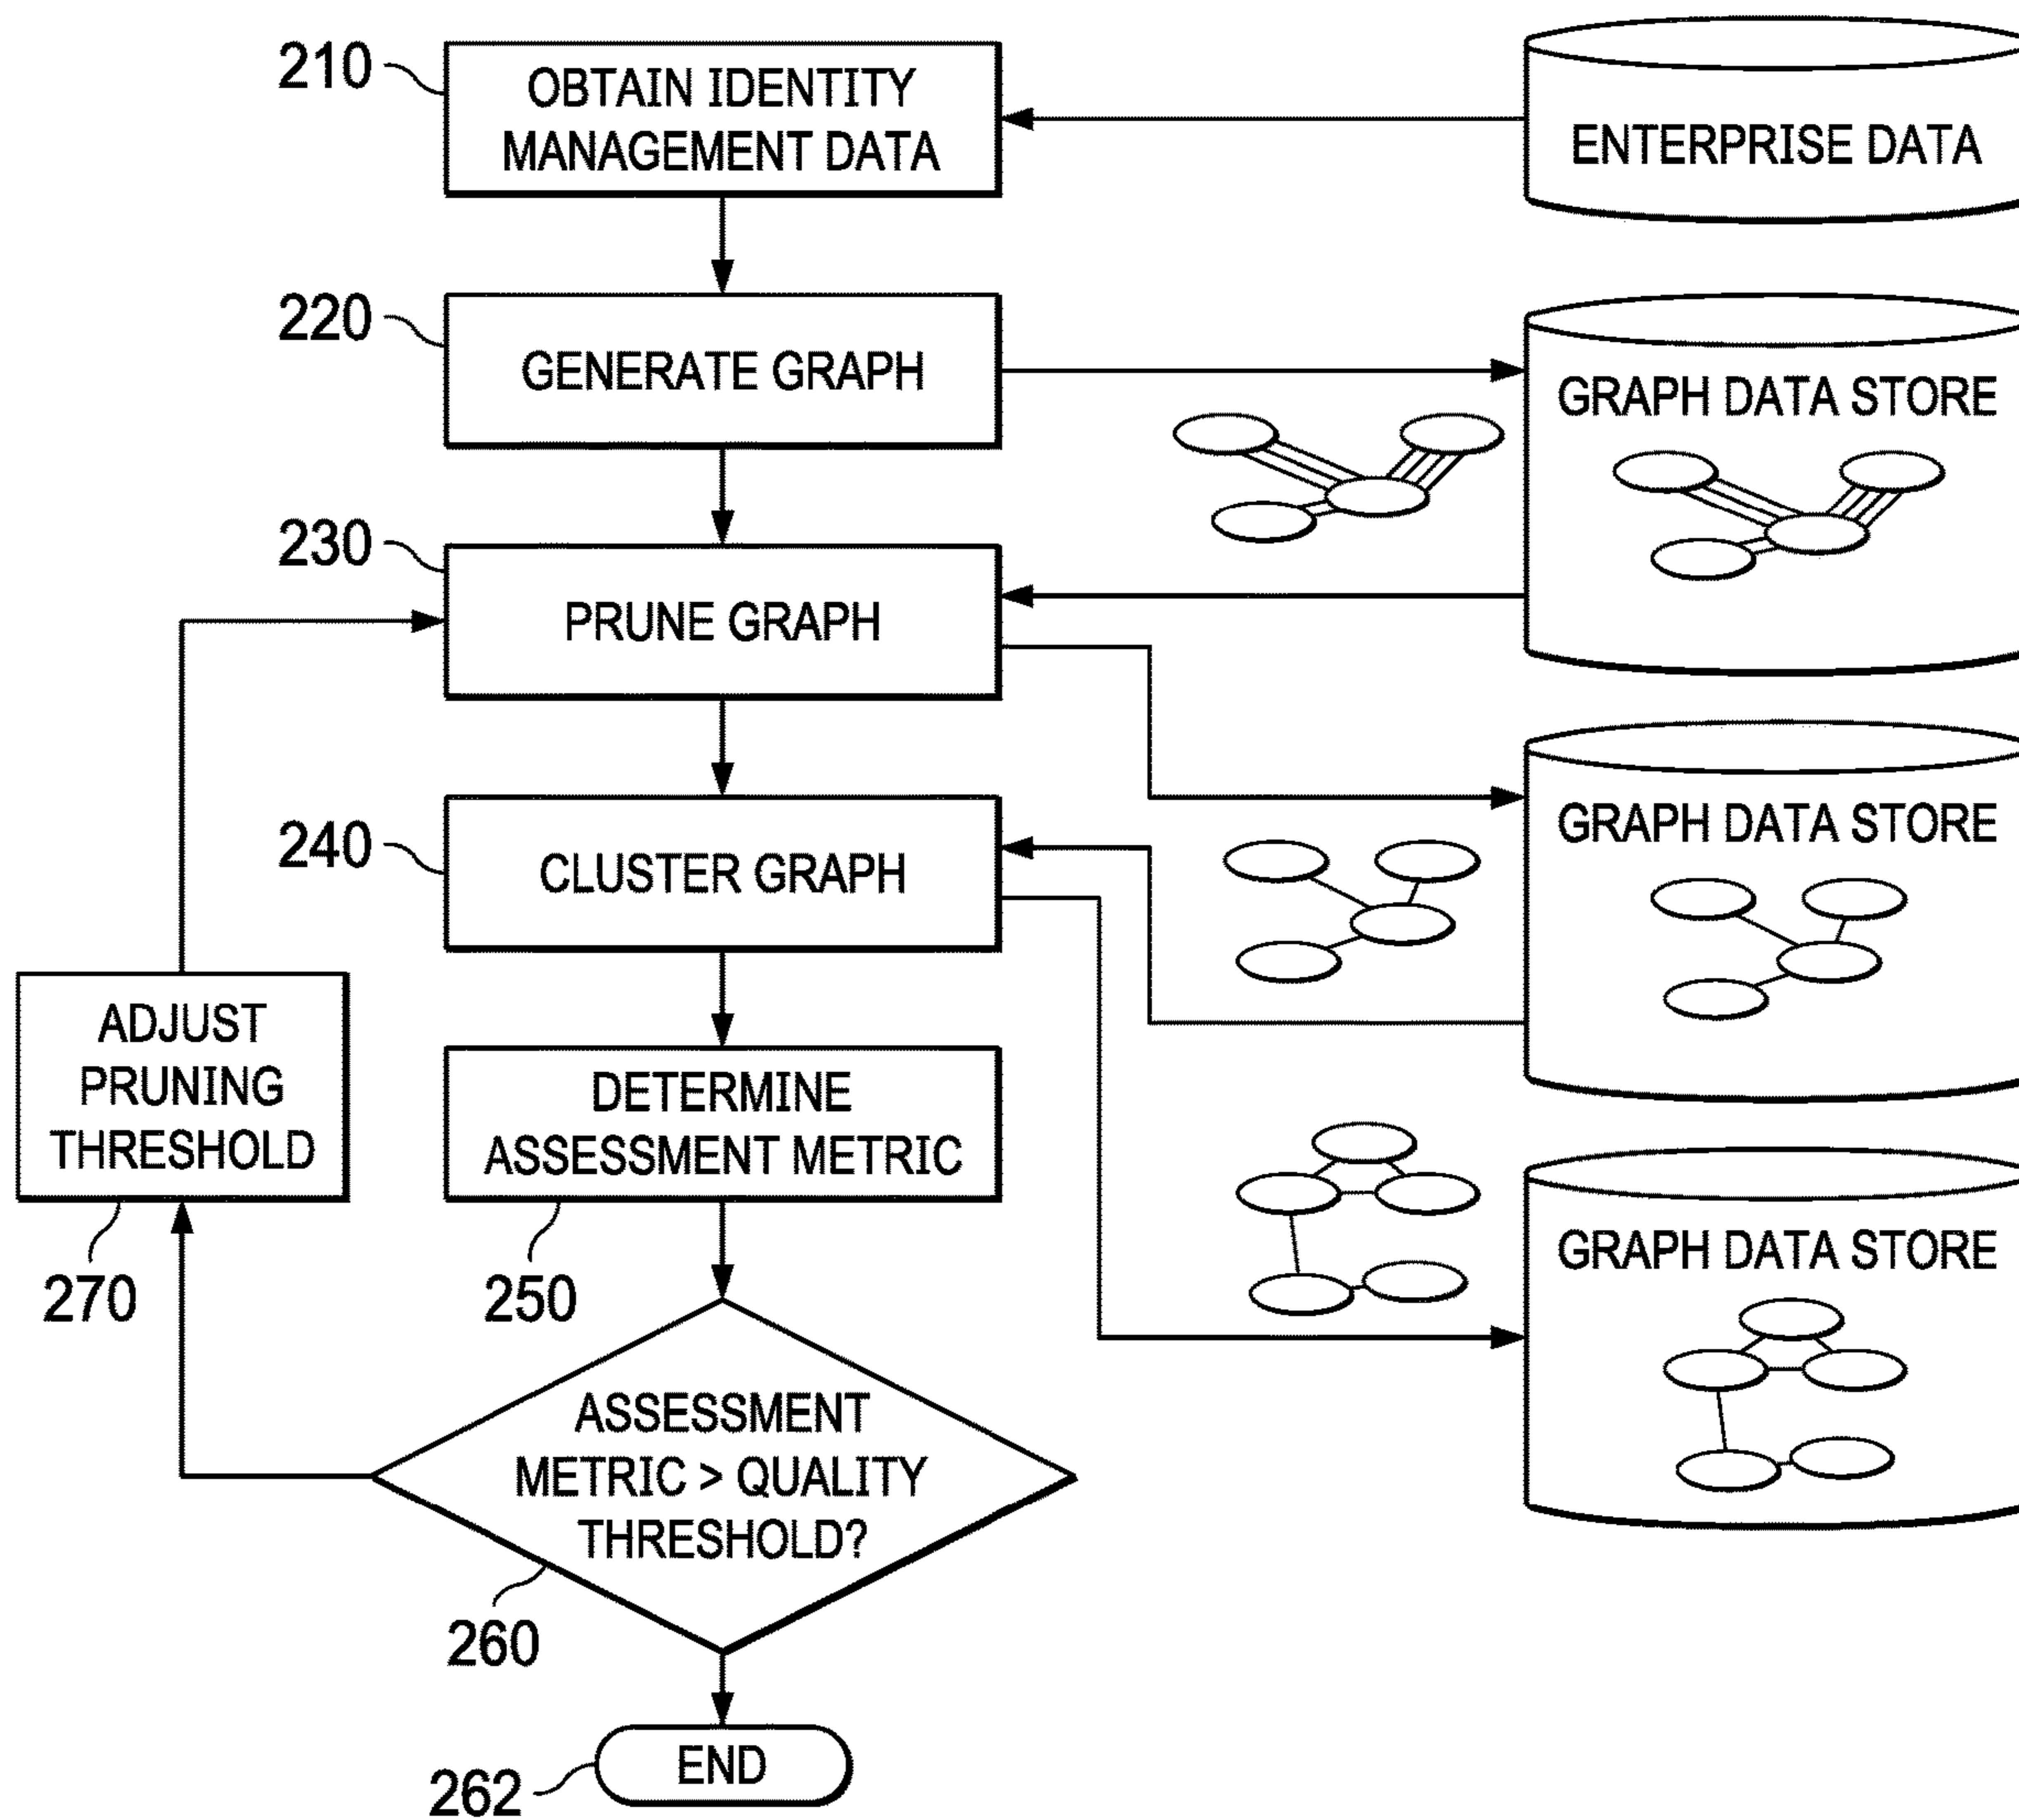 210
OBTAIN IDENTITY
MANAGEMENT DATA
ENTERPRISE DATA
220
GENERATE GRAPH
GRAPH DATA STORE
230
PRUNE GRAPH
240
CLUSTER GRAPH
GRAPH DATA STORE
ADJUST
PRUNING
THRESHOLD
270
DETERMINE
ASSESSMENT METRIC
250
GRAPH DATA STORE
ASSESSMENT
METRIC > QUALITY
THRESHOLD?
260
END
262